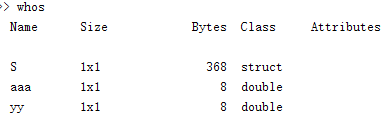 >> whos
Name Size Bytes Class Attributes
S 1x1 368 struct
aaa 1x1 8 double
yy 1x1 8 double